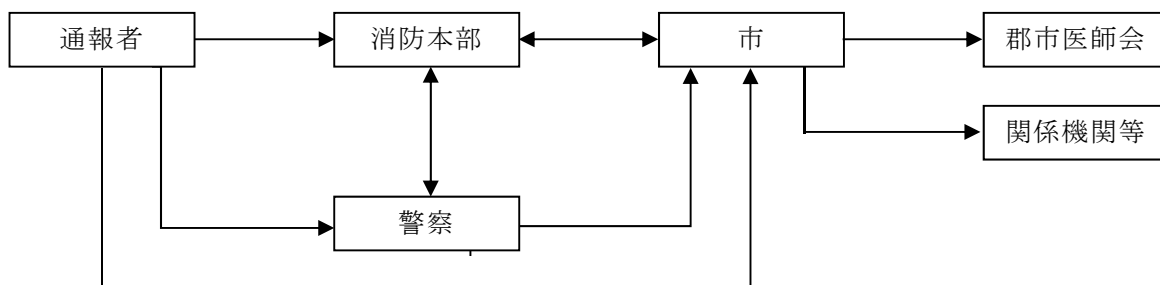 通報者
消防本部
市
郡市医師会
関係機関等
警察